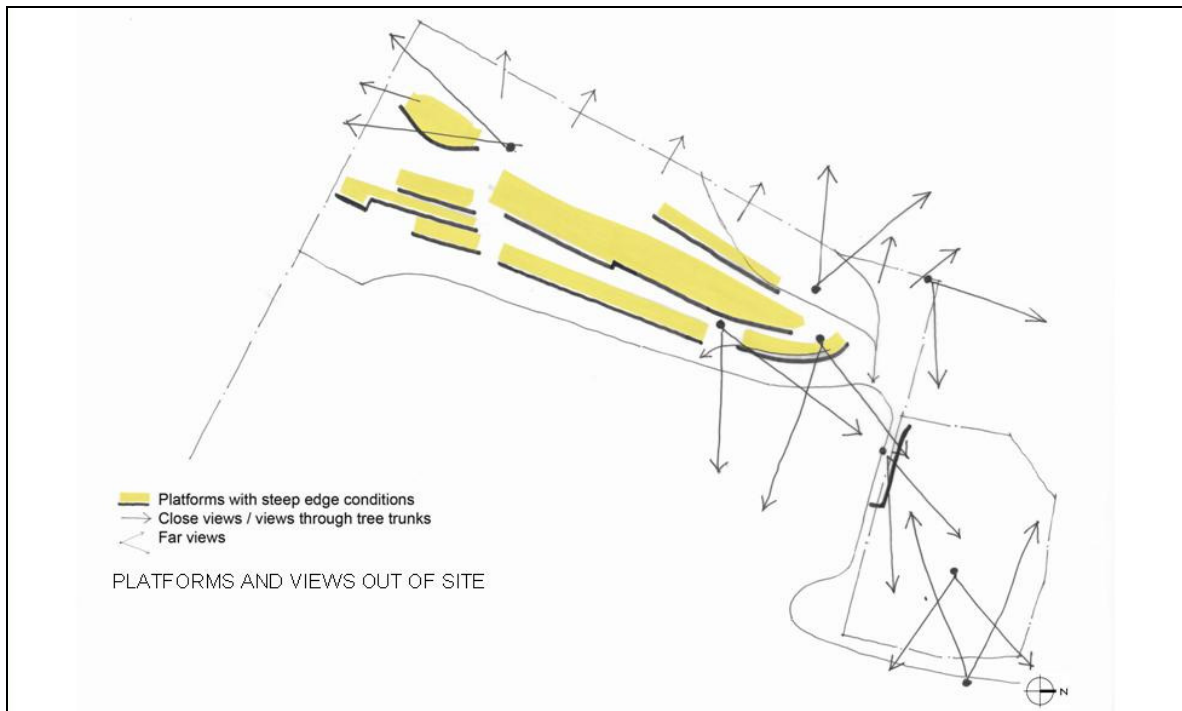 Platforms with steep edge conditions
Close views / views through tree trunks
Far views
PLATFORMS AND VIEWS OUT OF SITE
N